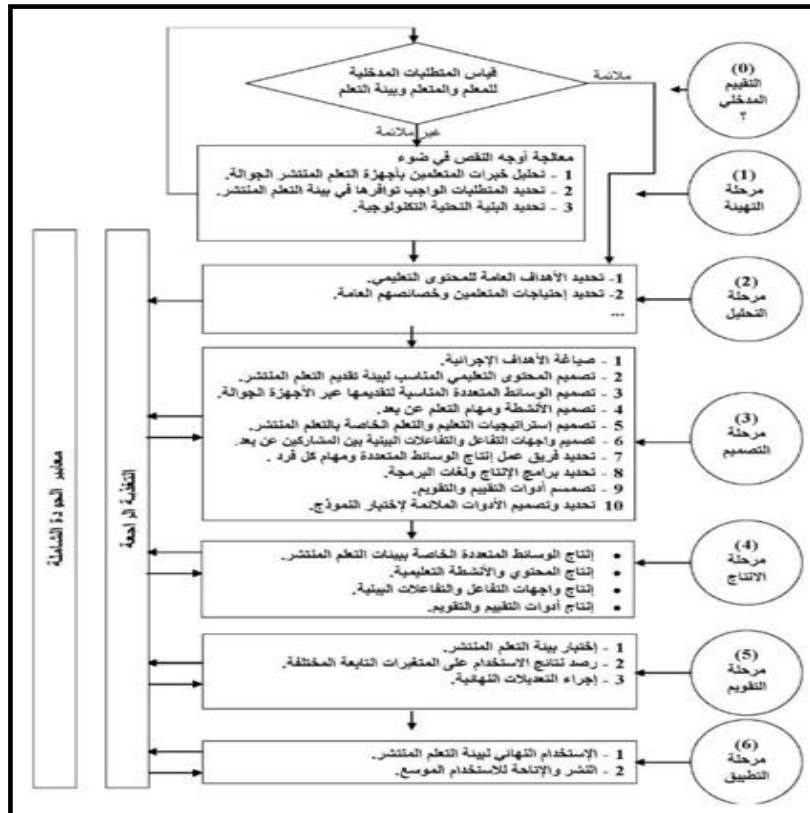 (0)
التقييم
المدخلي
؟
قياس المتطلبات المدخلية
للمعلم والمتعلم وبيئة التعلم
ملائمة
غير ملائمة
(1)
مرحلة
التهيئة
معالجة أوجه النقص في ضوء
1 - تحليل خبرات المتعلمين بأجهزة التعلم المنتشر الجوالة.
2 - تحديد المتطلبات الواجب توافرها في بيئة التعلم المنتشر.
3 - تحديد البنية التحتية التكنولوجية.
(2)
مرحلة
التحليل
1- تحديد الأهداف العامة للمحتوى التعليمي.
2- تحديد إحتياجات المتعلمين وخصائصهم العامة.
...
(3)
مرحلة
التصميم
1 - صياغة الأهداف الإجرائية.
2 - تصميم المحتوى التعليمي المناسب لبيئة تقديم التعلم المنتشر.
3 - تصميم الوسائط المتعددة المناسبة لتقديمها عبر الأجهزة الجوالة.
4 - تصميم الأنشطة ومهام التعلم عن بعد.
5 - تصميم إستراتيجيات التعليم والتعلم الخاصة بالتعلم المنتشر.
6 - تصميم واجهات التفاعل والتفاعلات البينية بين المشاركين عن بعد.
7 - تحديد فريق عمل إنتاج الوسائط المتعددة ومهام كل فرد .
8 - تحديد برامج الإنتاج ولغات البرمجة.
9 - تصمسم أدوات التقييم والتقويم.
10 تحديد وتصميم الأدوات الملائمة لإختبار النموذج.
(4)
مرحلة
الانتاج
• إنتاج الوسائط المتعددة الخاصة ببيئات التعلم المنتشر.
• إنتاج المحتوي والأنشطة التعليمية.
• إنتاج واجهات التفاعل والتفاعلات البينية.
• إنتاج أدوات التقييم والتقويم.
(5)
مرحلة
التقويم
1 - إختبار بيئة التعلم المنتشر.
2 - رصد نتائج الاستخدام على المتغيرات التابعة المختلفة.
3 - إجراء التعديلات النهائية.
(6)
مرحلة
التطبيق
1 - الإستخدام النهائي لبيئة التعلم المنتشر.
2 - النشر والإتاحة للاستخدام الموسع.
التغذية الراجعة
معايير الجودة الشاملة